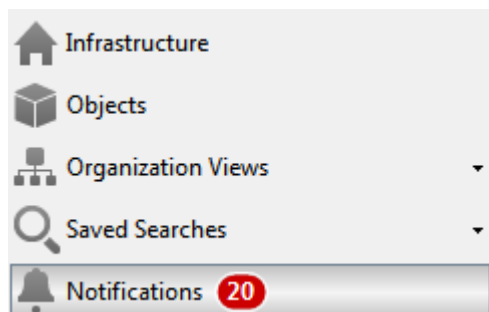 Infrastructure
Objects
Organization Views
Saved Searches
Notifications 20